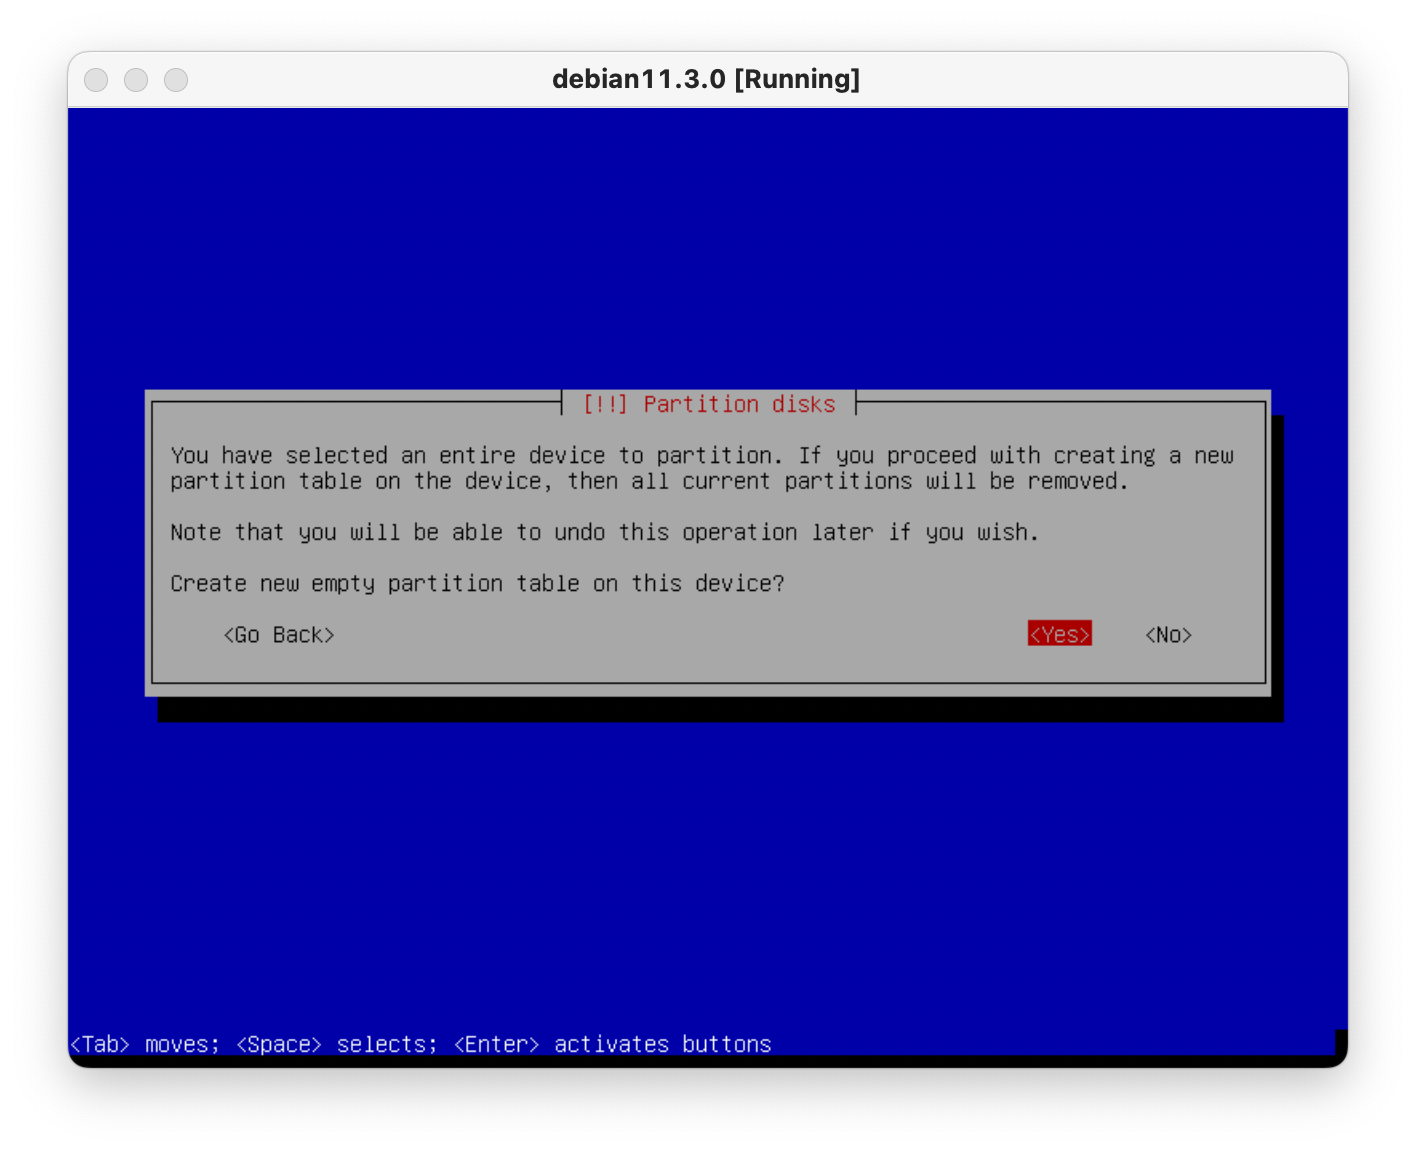 debian11.3.0 [Running]
[!!] Partition disks
You have selected an entire device to partition. If you proceed with creating a new
partition table on the device, then all current partitions will be removed.
Note that you will be able to undo this operation later if you wish.
Create new empty partition table on this device?
<Go Back> <Yes> <No>
<Tab> moves; <Space> selects; <Enter> activates buttons